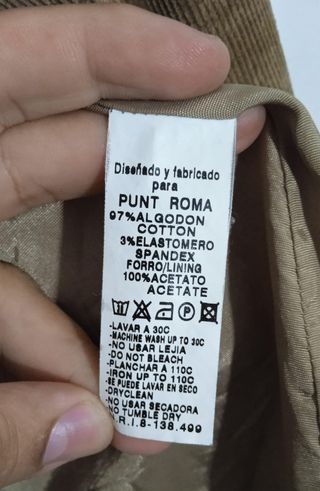 Diseñado y fabricado
para
PUNT ROMA
97%ALGODON
COTTON
3%ELASTOMERO
SPANDEX
FORRO/LINING
100%ACETATO
ACETATE
P
-LAVAR A 30C
-MACHINE WASH UP TO 30C
-NO USAR LEJIA
-DO NOT BLEACH
-PLANCHAR A 110C
-IRON UP TO 110C
-SE PUEDE LAVAR EN SECO
-DRYCLEAN
-NO USAR SECADORA
-NO TUMBLE DRY
A.R.I.8-138.499